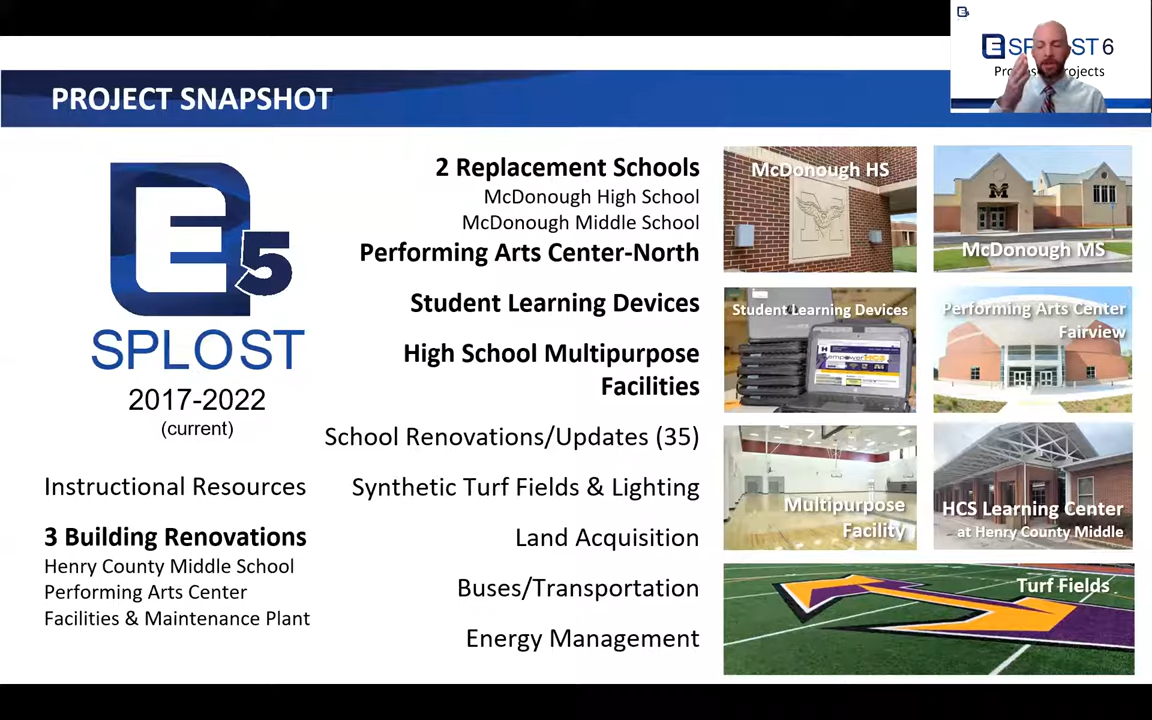 PROJECT SNAPSHOT
E
SPLOST 6
E 5
SPLOST
2017-2022
(current)
Instructional Resources
3 Building Renovations
Henry County Middle School
Performing Arts Center
Facilities & Maintenance Plant
2 Replacement Schools
McDonough High School
McDonough Middle School
Performing Arts Center-North
Student Learning Devices
High School Multipurpose
Facilities
School Renovations/Updates (35)
Synthetic Turf Fields & Lighting
Land Acquisition
Buses/Transportation
Energy Management
McDonough HS
McDonough MS
M
Student Learning Devices
empowerHCS
Performing Arts Center
Fairview
Multipurpose
Facility
HCS Learning Center
at Henry County Middle
Turf Fields